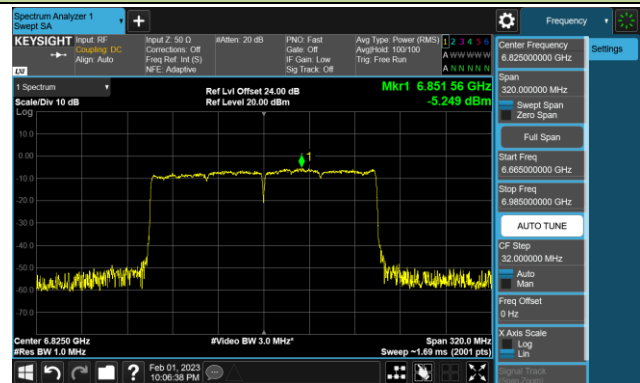 Spectrum Analyzer 1
Swept SA
Frequency
Settings
KEYSIGHT
Input: RF
Coupling: DC
Align: Auto
Input Z: 50 Ω
Corrections: Off
Freq Ref: Int (S)
NFE: Adaptive
#Atten: 20 dB
PNO: Fast
Gate: Off
IF Gain: Low
Sig Track: Off
Avg Type: Power (RMS)
Avg|Hold: 100/100
Trig: Free Run
1 2 3 4 5 6
A W W W W W
A N N N N N
LXI
1 Spectrum
Scale/Div 10 dB
Log
Ref Lvl Offset 24.00 dB
Ref Level 20.00 dBm
Mkr1 6.851 56 GHz
-5.249 dBm
1
10.0
0.00
-10.0
-20.0
-30.0
-40.0
-50.0
-60.0
-70.0
Center 6.8250 GHz
#Res BW 1.0 MHz
#Video BW 3.0 MHz*
Span 320.0 MHz
Sweep ~1.69 ms (2001 pts)
Center Frequency
6.825000000 GHz
Span
320.000000 MHz
Swept Span
Zero Span
Full Span
Start Freq
6.665000000 GHz
Stop Freq
6.985000000 GHz
AUTO TUNE
CF Step
32.000000 MHz
Auto
Man
Freq Offset
0 Hz
X Axis Scale
Log
Lin
Signal Track
(Span Zoom)
?
Feb 01, 2023
10:06:38 PM